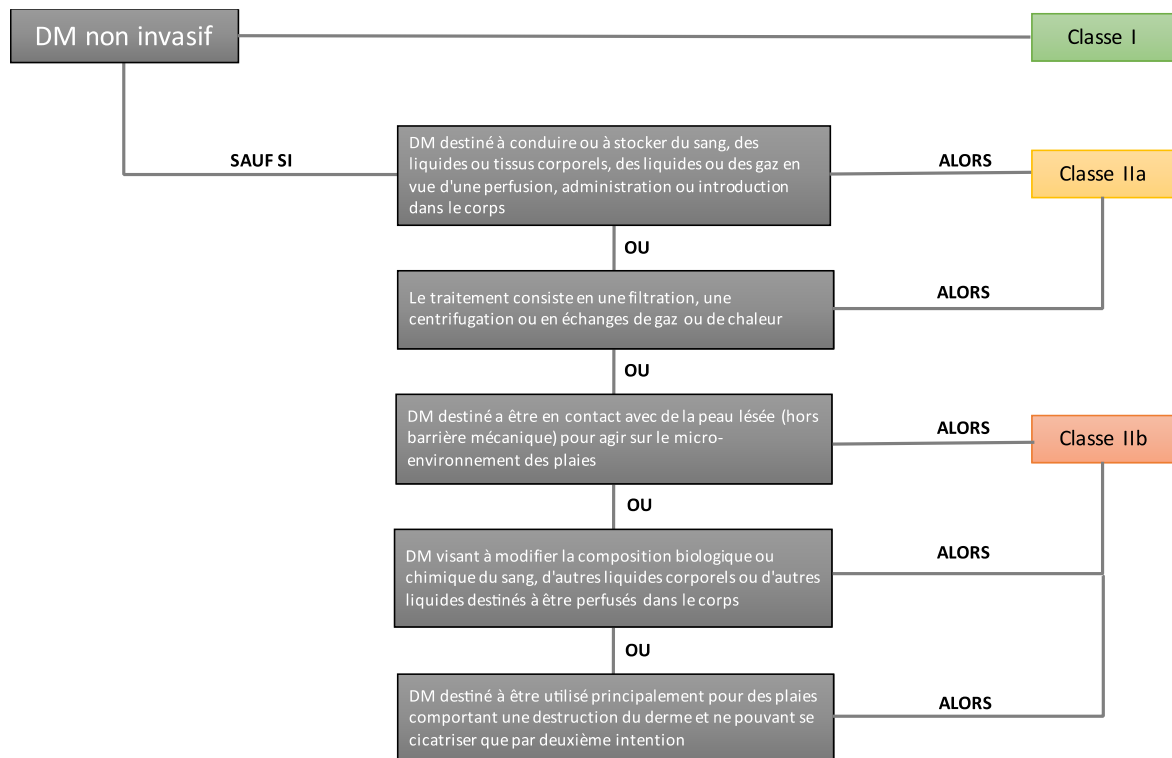 DM non invasif
Classe I
SAUF SI
DM destiné à conduire ou à stocker du sang, des
liquides ou tissus corporels, des liquides ou des gaz en
vue d'une perfusion, administration ou introduction
dans le corps
ALORS
Classe IIa
OU
Le traitement consiste en une filtration, une
centrifugation ou en échanges de gaz ou de chaleur
ALORS
OU
DM destiné a être en contact avec de la peau lésée (hors
barrière mécanique) pour agir sur le micro-
environnement des plaies
ALORS
Classe IIb
OU
DM visant à modifier la composition biologique ou
chimique du sang, d'autres liquides corporels ou d'autres
liquides destinés à être perfusés dans le corps
ALORS
OU
DM destiné à être utilisé principalement pour des plaies
comportant une destruction du derme et ne pouvant se
cicatriser que par deuxième intention
ALORS